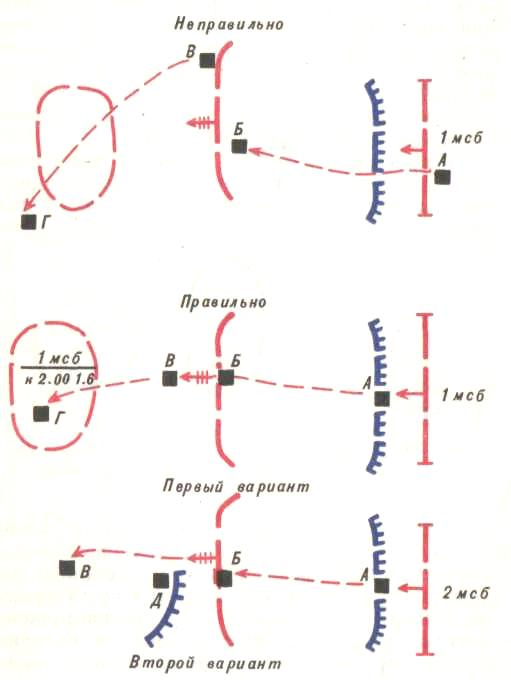 Неправильно
В
Б
1 мсб
А
Г
Правильно
1 мсб
к 2.00 1.6
В
Б
А
1 мсб
Г
Первый вариант
Б
В
Д
А
2 мсб
Второй вариант